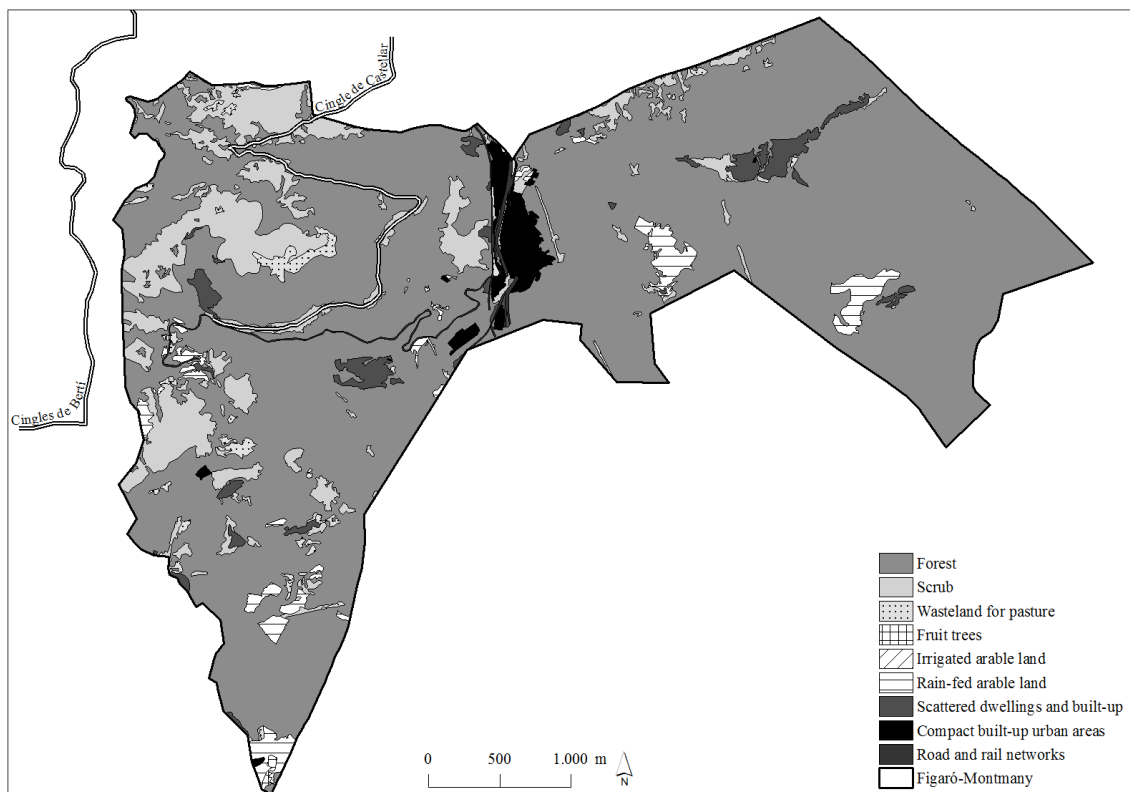 Cingle de Castellar
Cingles de Bertí
Forest
Scrub
Wasteland for pasture
Fruit trees
Irrigated arable land
Rain-fed arable land
Scattered dwellings and built-up
Compact built-up urban areas
Road and rail networks
Figaró-Montmany
0 500 1.000 m
N